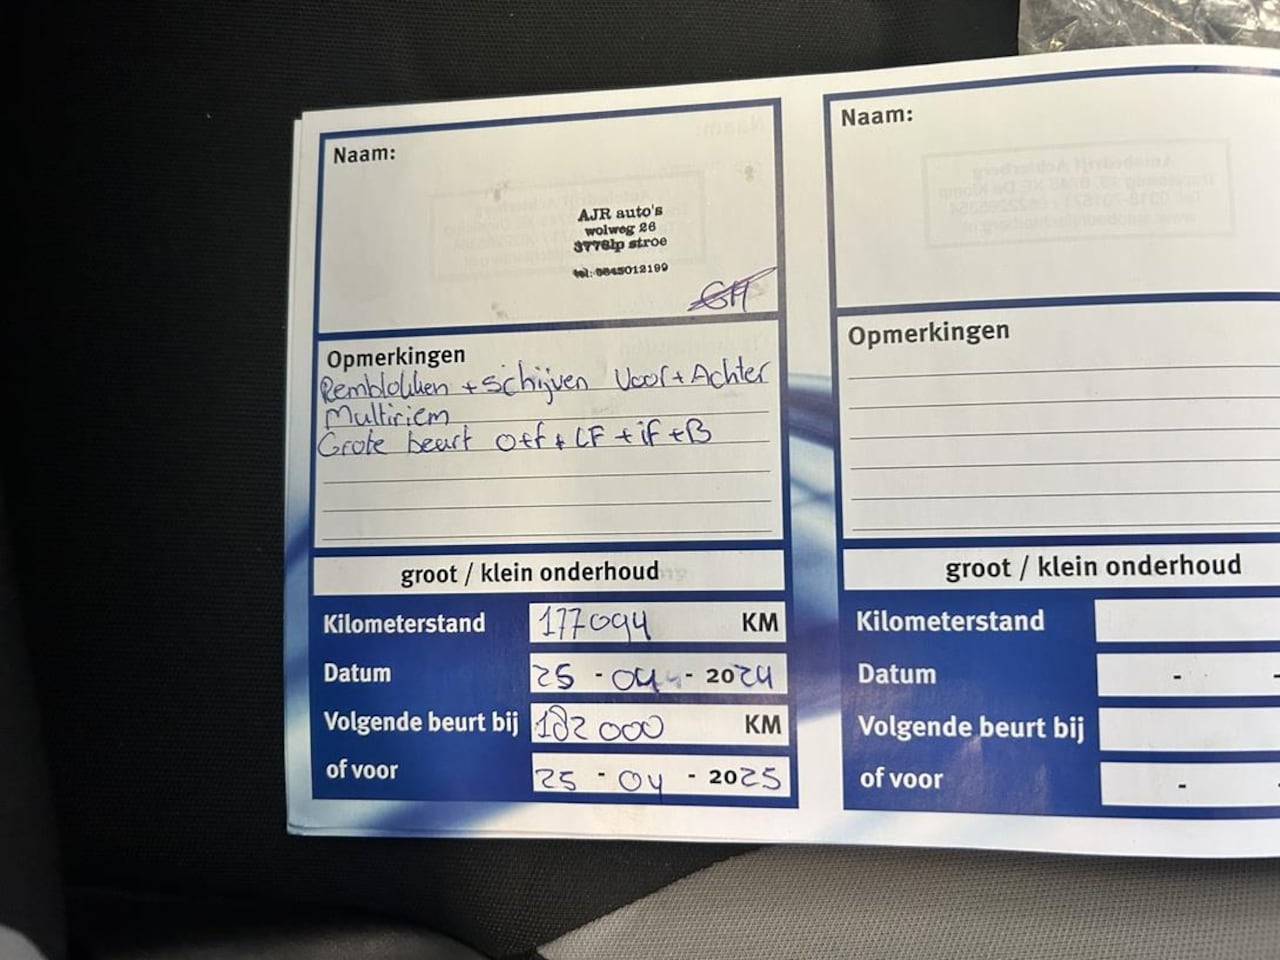 Naam:
AJR auto's
wolweg 26
3776lp stroe
Opmerkingen
Remblokken + schijven Voor + Achter
Multiriem
Grote beurt O+f + LF + if + B
groot / klein onderhoud
Kilometerstand 177094 KM
Datum 25 - 04 - 2024
Volgende beurt bij 182000 KM
of voor 25 - 04 - 2025
Naam:
Opmerkingen
groot / klein onderhoud
Kilometerstand
Datum - -
Volgende beurt bij
of voor - -